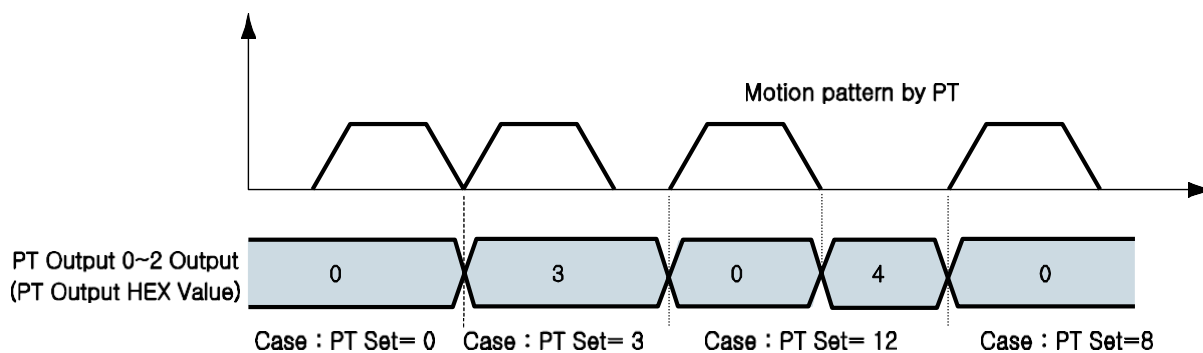 Motion pattern by PT
PT Output 0~2 Output
(PT Output HEX Value)
0
3
0
4
0
Case : PT Set= 0
Case : PT Set= 3
Case : PT Set= 12
Case : PT Set=8